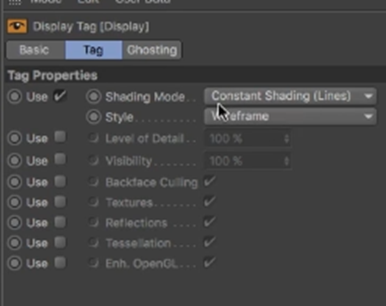 Mode Edit User Data
Display Tag [Display]
Basic Tag Ghosting
Tag Properties
Use Shading Mode.. Constant Shading (Lines)
Style.......... Wireframe
Use Level of Detail.. 100 %
Use Visibility....... 100 %
Use Backface Culling
Use Textures.......
Use Reflections....
Use Tessellation...
Use Enh. OpenGL...